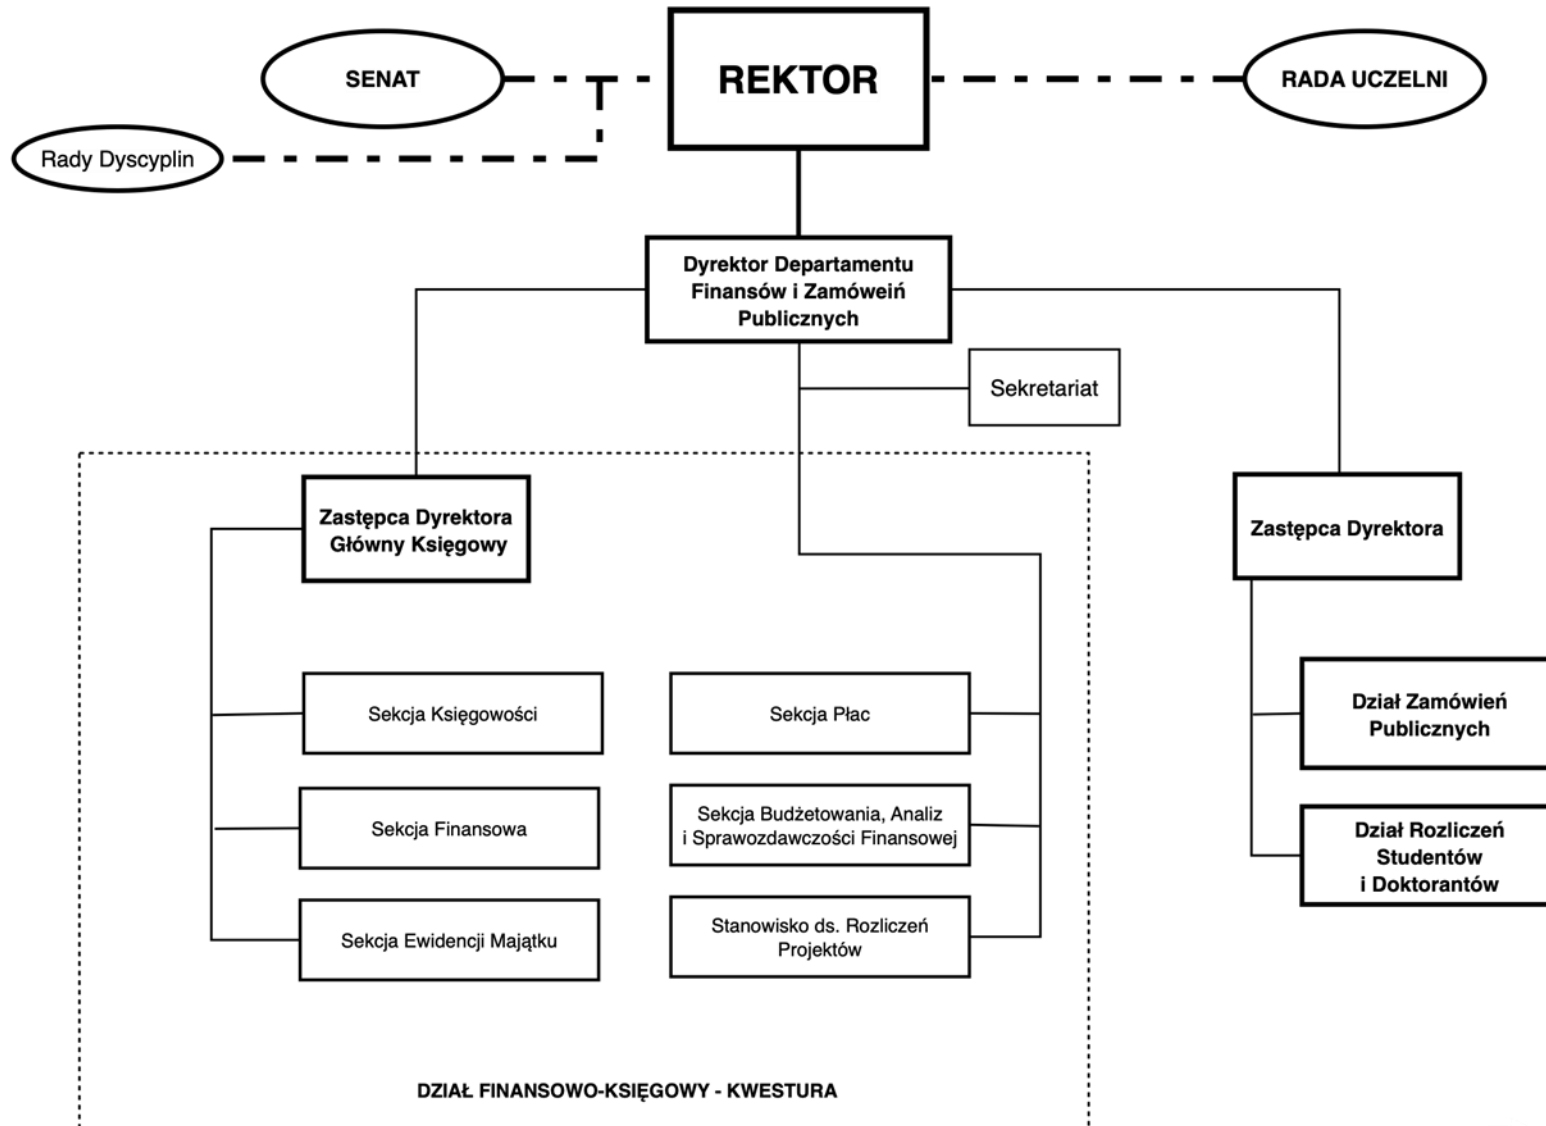 SENAT
REKTOR
RADA UCZELNI
Rady Dyscyplin
Dyrektor Departamentu
Finansów i Zamóweiń
Publicznych
Sekretariat
Zastępca Dyrektora
Główny Księgowy
Zastępca Dyrektora
Sekcja Księgowości
Sekcja Płac
Dział Zamówień
Publicznych
Sekcja Finansowa
Sekcja Budżetowania, Analiz
i Sprawozdawczości Finansowej
Dział Rozliczeń
Studentów
i Doktorantów
Sekcja Ewidencji Majątku
Stanowisko ds. Rozliczeń
Projektów
DZIAŁ FINANSOWO-KSIĘGOWY - KWESTURA